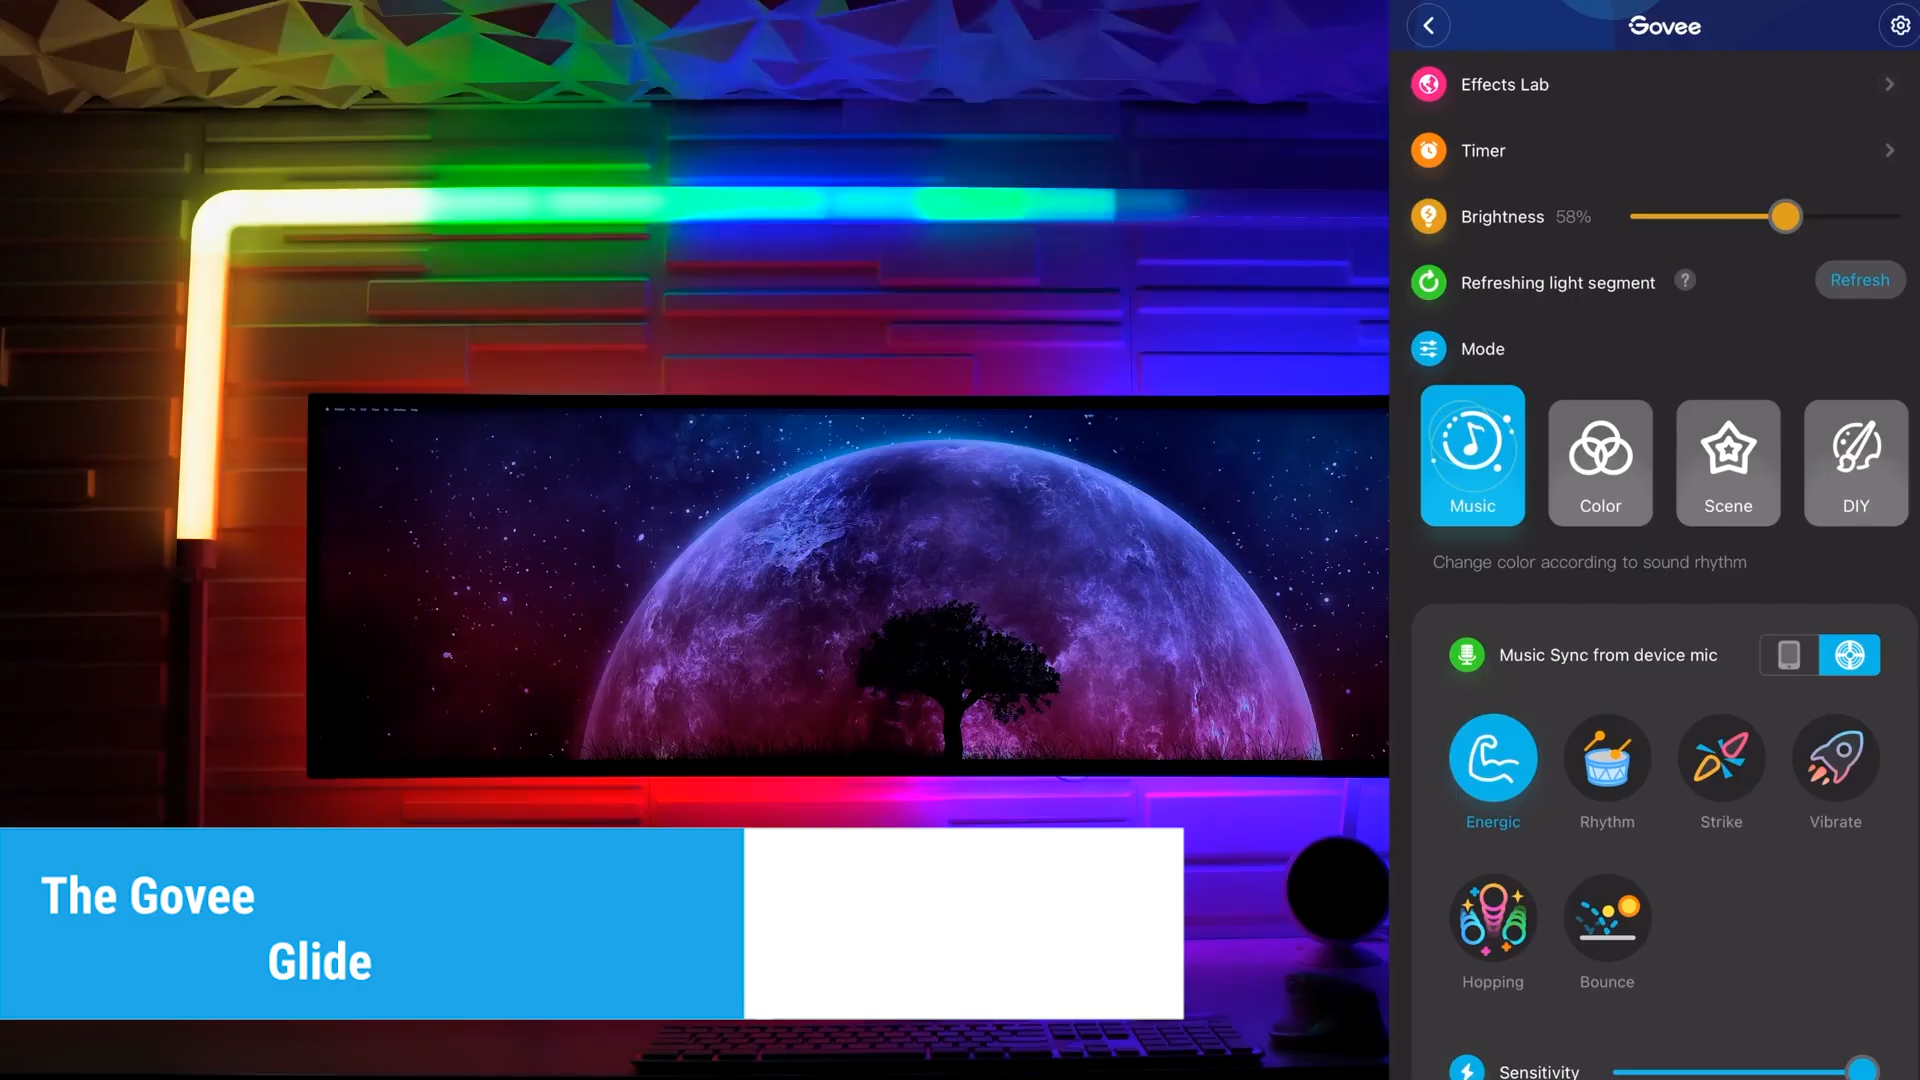 Govee
Effects Lab
Timer
Brightness 58%
Refreshing light segment ? Refresh
Mode
Music Color Scene DIY
Change color according to sound rhythm
Music Sync from device mic
Energic Rhythm Strike Vibrate
Hopping Bounce
Sensitivity
The Govee
Glide